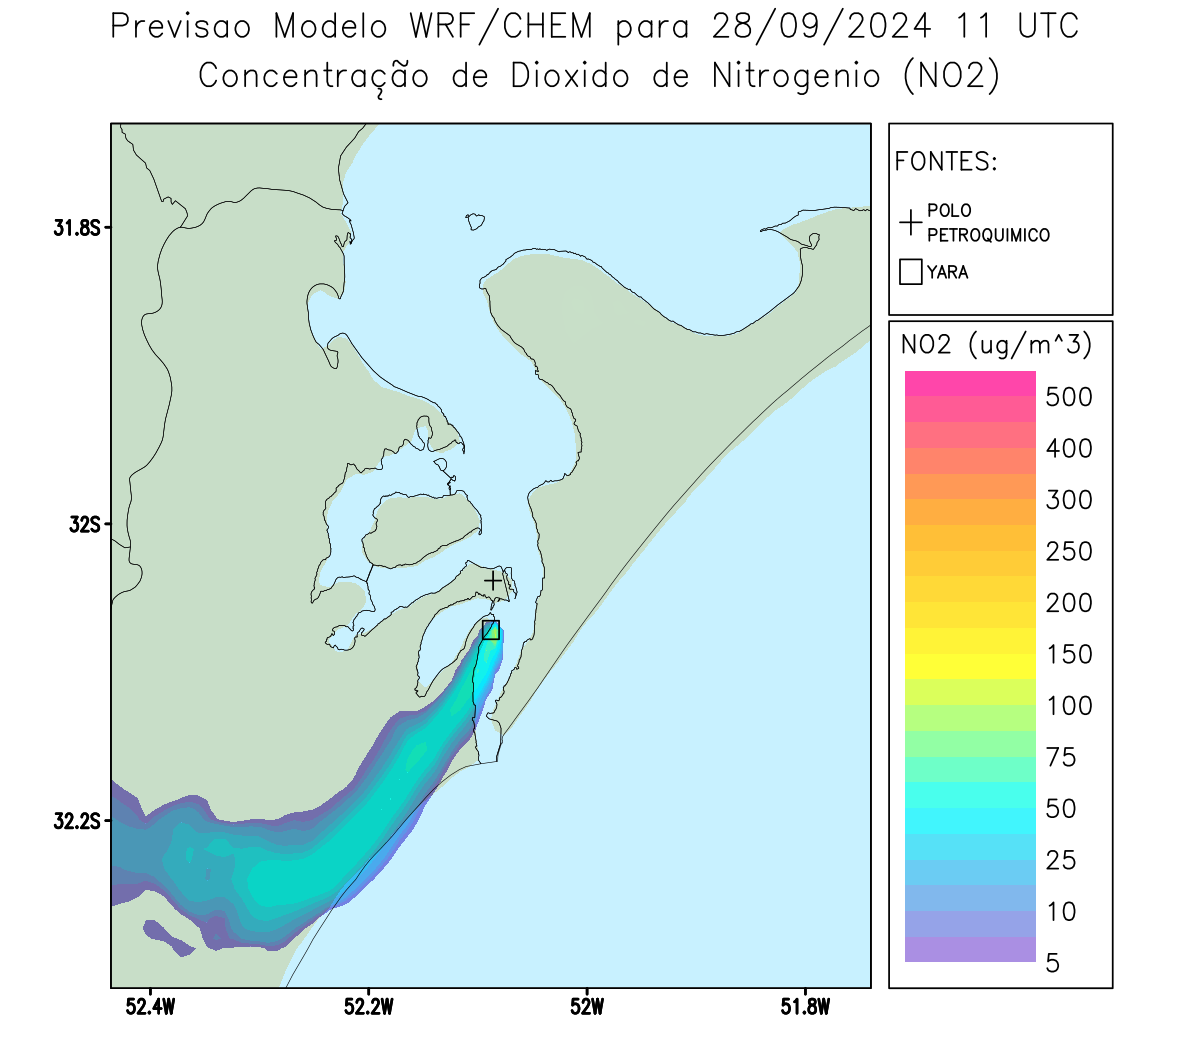 Previsao Modelo WRF/CHEM para 28/09/2024 11 UTC
Concentração de Dioxido de Nitrogenio (NO2)
FONTES:
POLO
PETROQUIMICO
YARA
NO2 (ug/m^3)
500
400
300
250
200
150
100
75
50
25
10
5
31.8S
32S
32.2S
52.4W
52.2W
52W
51.8W